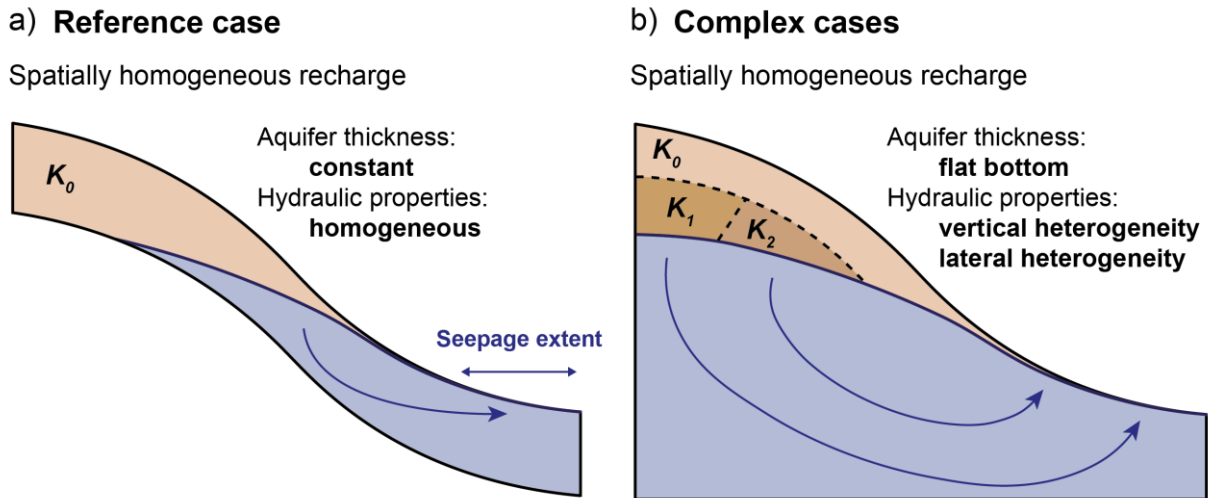 a) Reference case
Spatially homogeneous recharge
Aquifer thickness:
constant
Hydraulic properties:
homogeneous
K₀
Seepage extent
b) Complex cases
Spatially homogeneous recharge
Aquifer thickness:
flat bottom
Hydraulic properties:
vertical heterogeneity
lateral heterogeneity
K₀
K₁
K₂